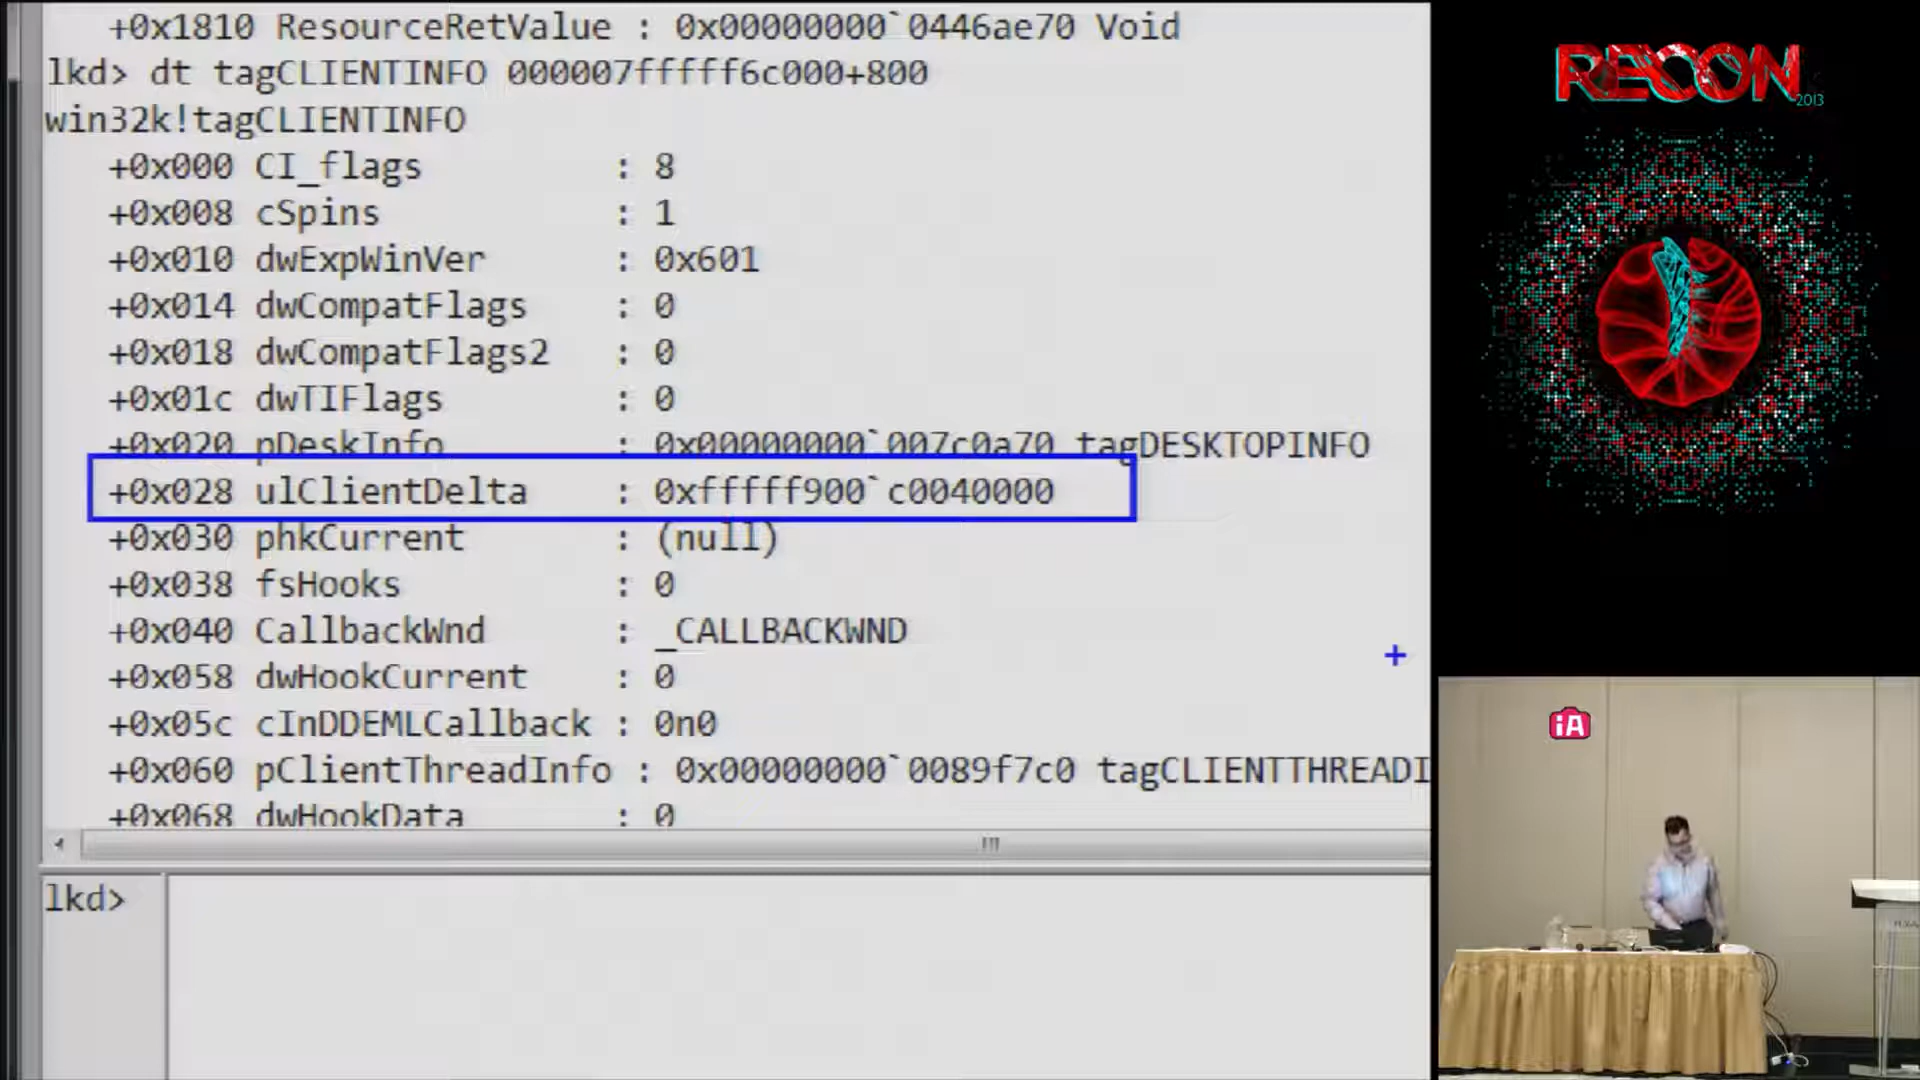 +0x1810 ResourceRetValue : 0x00000000`0446ae70 Void
lkd> dt tagCLIENTINFO 000007fffff6c000+800
win32k!tagCLIENTINFO
+0x000 CI_flags : 8
+0x008 cSpins : 1
+0x010 dwExpWinVer : 0x601
+0x014 dwCompatFlags : 0
+0x018 dwCompatFlags2 : 0
+0x01c dwTIFlags : 0
+0x020 pDeskInfo : 0x00000000`007c0a70 tagDESKTOPINFO
+0x028 ulClientDelta : 0xfffff900`c0040000
+0x030 phkCurrent : (null)
+0x038 fsHooks : 0
+0x040 CallbackWnd : _CALLBACKWND
+0x058 dwHookCurrent : 0
+0x05c cInDDEMLCallback : 0n0
+0x060 pClientThreadInfo : 0x00000000`0089f7c0 tagCLIENTTHREADI
+0x068 dwHookData : 0
lkd>
RECON
2013
iA